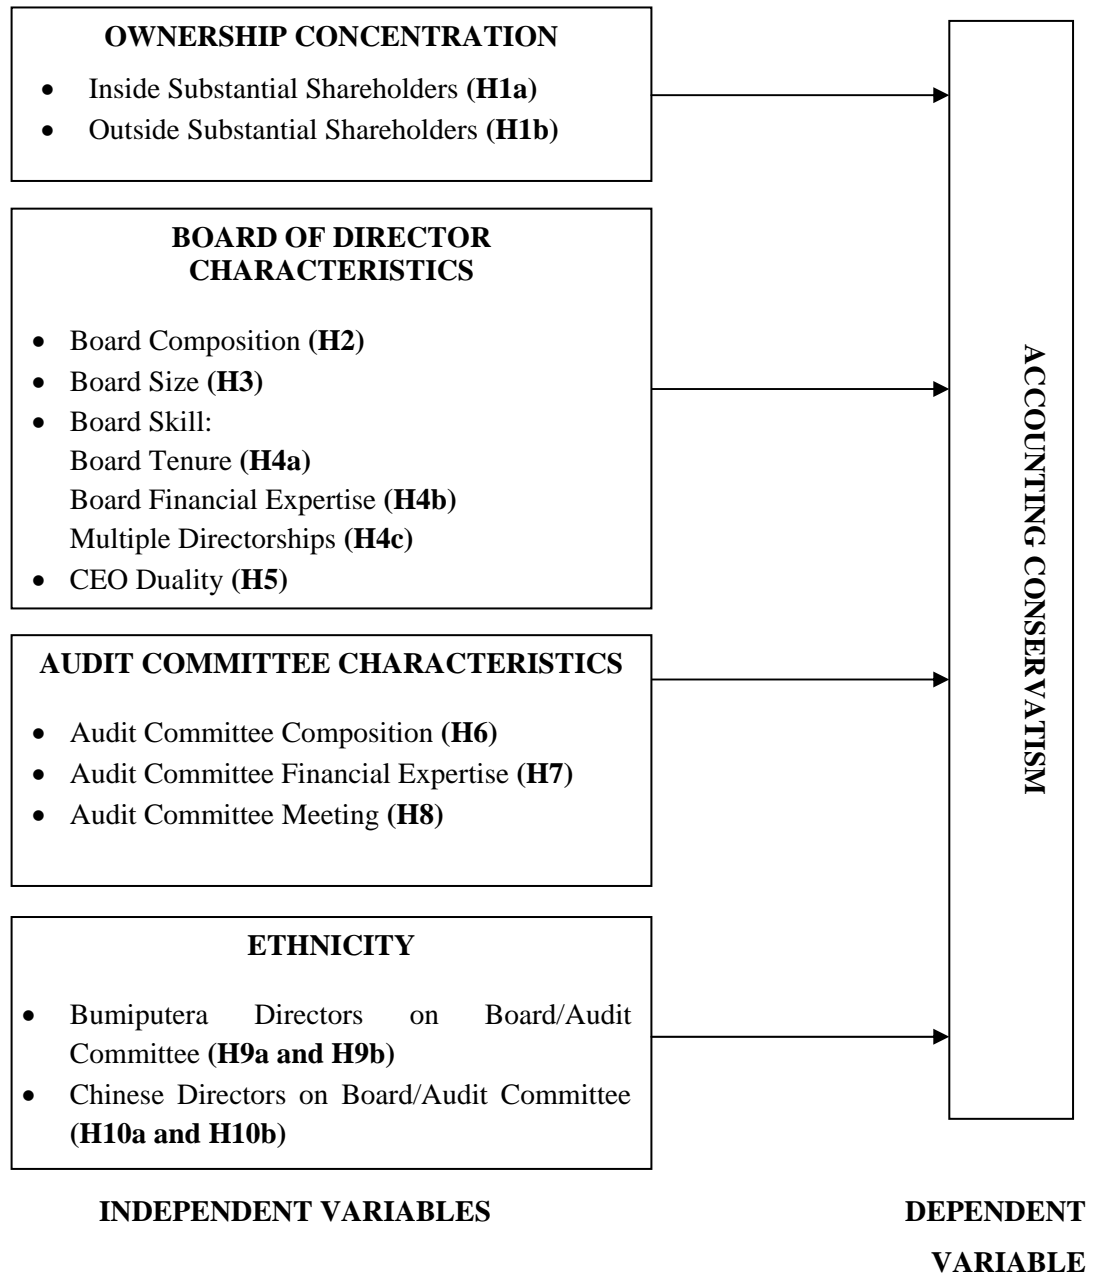 OWNERSHIP CONCENTRATION
• Inside Substantial Shareholders (H1a)
• Outside Substantial Shareholders (H1b)
BOARD OF DIRECTOR
CHARACTERISTICS
• Board Composition (H2)
• Board Size (H3)
• Board Skill:
Board Tenure (H4a)
Board Financial Expertise (H4b)
Multiple Directorships (H4c)
• CEO Duality (H5)
AUDIT COMMITTEE CHARACTERISTICS
• Audit Committee Composition (H6)
• Audit Committee Financial Expertise (H7)
• Audit Committee Meeting (H8)
ETHNICITY
• Bumiputera Directors on Board/Audit
Committee (H9a and H9b)
• Chinese Directors on Board/Audit Committee
(H10a and H10b)
ACCOUNTING CONSERVATISM
INDEPENDENT VARIABLES
DEPENDENT
VARIABLE